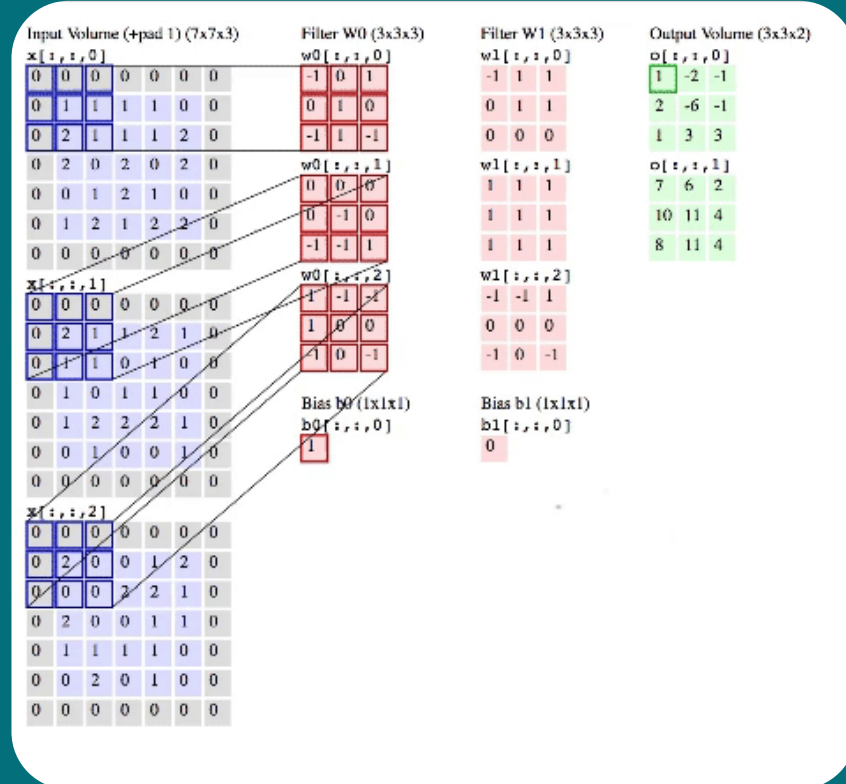 Input Volume (+pad 1) (7x7x3)
x[:,:,0]
0 0 0 0 0 0 0
0 1 1 1 1 0 0
0 2 1 1 1 2 0
0 2 0 2 0 2 0
0 0 1 2 1 0 0
0 1 2 1 2 2 0
0 0 0 0 0 0 0
x[:,:,1]
0 0 0 0 0 0 0
0 2 1 1 2 1 0
0 1 1 0 1 0 0
0 1 0 1 1 0 0
0 1 2 2 2 1 0
0 0 1 0 0 1 0
0 0 0 0 0 0 0
x[:,:,2]
0 0 0 0 0 0 0
0 2 0 0 1 2 0
0 0 0 2 2 1 0
0 2 0 0 1 1 0
0 1 1 1 1 0 0
0 0 2 0 1 0 0
0 0 0 0 0 0 0
Filter W0 (3x3x3)
w0[:,:,0]
-1 0 1
0 1 0
-1 1 -1
w0[:,:,1]
0 0 0
0 -1 0
-1 -1 1
w0[:,:,2]
1 -1 -1
1 0 0
-1 0 -1
Bias b0 (1x1x1)
b0[:,:,0]
1
Filter W1 (3x3x3)
w1[:,:,0]
-1 1 1
0 1 1
0 0 0
w1[:,:,1]
1 1 1
1 1 1
1 1 1
w1[:,:,2]
-1 -1 1
0 0 0
-1 0 -1
Bias b1 (1x1x1)
b1[:,:,0]
0
Output Volume (3x3x2)
o[:,:,0]
1 -2 -1
2 -6 -1
1 3 3
o[:,:,1]
7 6 2
10 11 4
8 11 4